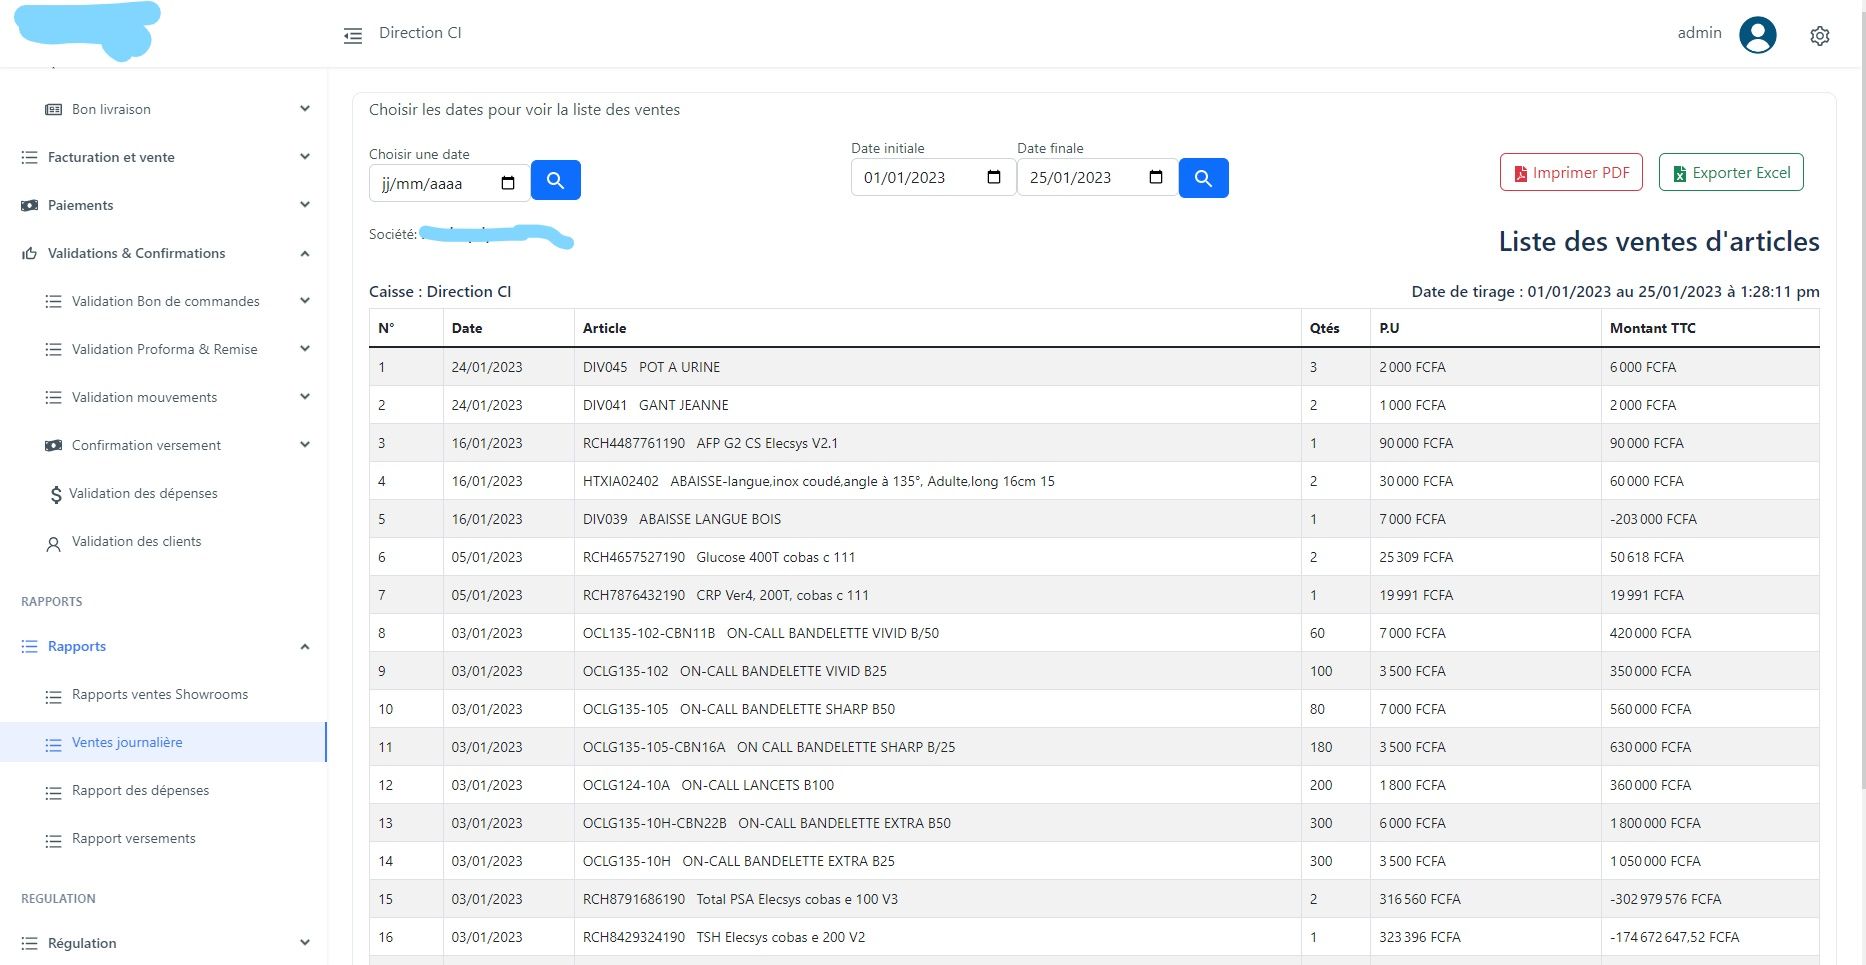 Direction CI
admin
Bon livraison
Facturation et vente
Paiements
Validations & Confirmations
Validation Bon de commandes
Validation Proforma & Remise
Validation mouvements
Confirmation versement
Validation des dépenses
Validation des clients
RAPPORTS
Rapports
Rapports ventes Showrooms
Ventes journalière
Rapport des dépenses
Rapport versements
REGULATION
Régulation
Choisir les dates pour voir la liste des ventes
Choisir une date
jj/mm/aaaa
Date initiale Date finale
01/01/2023 25/01/2023
Imprimer PDF Exporter Excel
Société:
Liste des ventes d'articles
Caisse : Direction CI Date de tirage : 01/01/2023 au 25/01/2023 à 1:28:11 pm
N° Date Article Qtés P.U Montant TTC
1 24/01/2023 DIV045 POT A URINE 3 2 000 FCFA 6 000 FCFA
2 24/01/2023 DIV041 GANT JEANNE 2 1 000 FCFA 2 000 FCFA
3 16/01/2023 RCH4487761190 AFP G2 CS Elecsys V2.1 1 90 000 FCFA 90 000 FCFA
4 16/01/2023 HTXIA02402 ABAISSE-langue,inox coudé,angle à 135°, Adulte,long 16cm 15 2 30 000 FCFA 60 000 FCFA
5 16/01/2023 DIV039 ABAISSE LANGUE BOIS 1 7 000 FCFA -203 000 FCFA
6 05/01/2023 RCH4657527190 Glucose 400T cobas c 111 2 25 309 FCFA 50 618 FCFA
7 05/01/2023 RCH7876432190 CRP Ver4, 200T, cobas c 111 1 19 991 FCFA 19 991 FCFA
8 03/01/2023 OCL135-102-CBN11B ON-CALL BANDELETTE VIVID B/50 60 7 000 FCFA 420 000 FCFA
9 03/01/2023 OCLG135-102 ON-CALL BANDELETTE VIVID B25 100 3 500 FCFA 350 000 FCFA
10 03/01/2023 OCLG135-105 ON-CALL BANDELETTE SHARP B50 80 7 000 FCFA 560 000 FCFA
11 03/01/2023 OCLG135-105-CBN16A ON CALL BANDELETTE SHARP B/25 180 3 500 FCFA 630 000 FCFA
12 03/01/2023 OCLG124-10A ON-CALL LANCETS B100 200 1 800 FCFA 360 000 FCFA
13 03/01/2023 OCLG135-10H-CBN22B ON-CALL BANDELETTE EXTRA B50 300 6 000 FCFA 1 800 000 FCFA
14 03/01/2023 OCLG135-10H ON-CALL BANDELETTE EXTRA B25 300 3 500 FCFA 1 050 000 FCFA
15 03/01/2023 RCH8791686190 Total PSA Elecsys cobas e 100 V3 2 316 560 FCFA -302 979 576 FCFA
16 03/01/2023 RCH8429324190 TSH Elecsys cobas e 200 V2 1 323 396 FCFA -174 672 647,52 FCFA